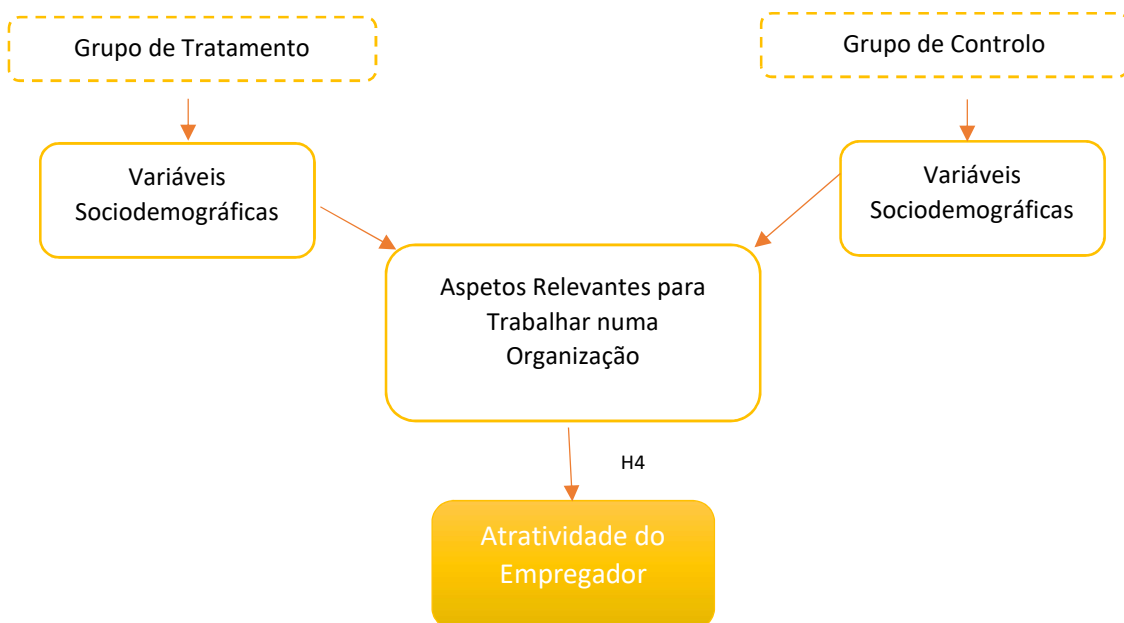 Grupo de Tratamento
Grupo de Controlo
Variáveis
Sociodemográficas
Variáveis
Sociodemográficas
Aspetos Relevantes para
Trabalhar numa
Organização
H4
Atratividade do
Empregador